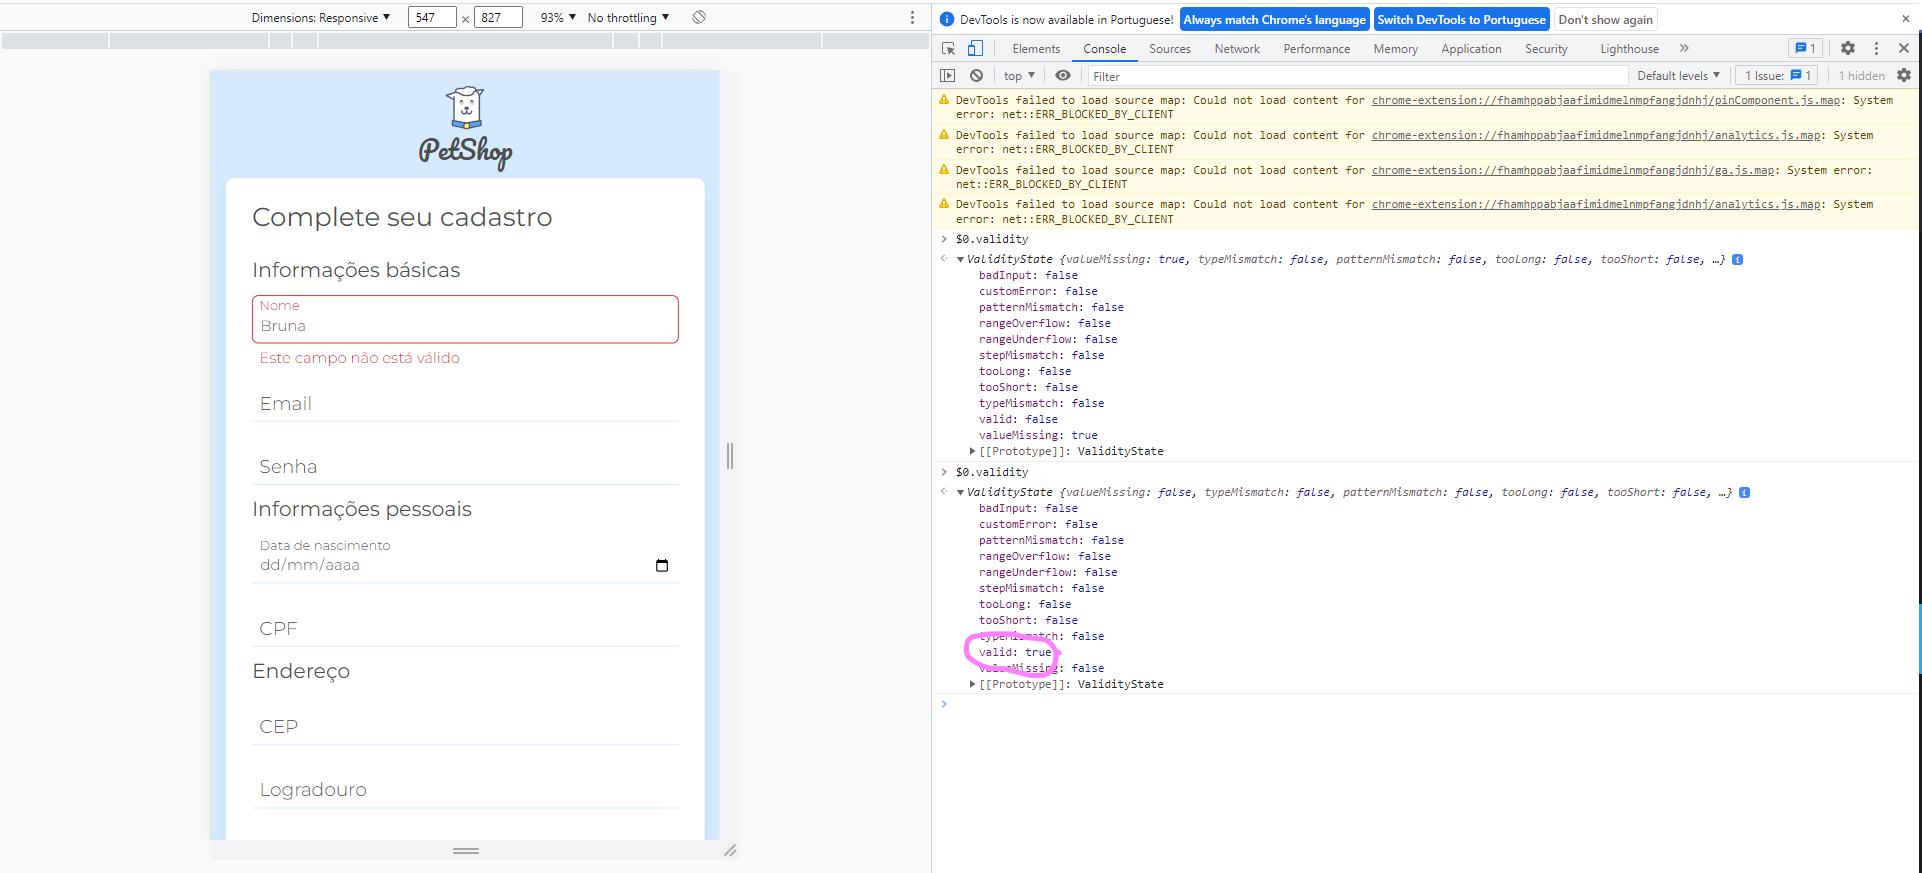 Dimensions: Responsive ▼ 547 × 827 93% ▼ No throttling ▼
PetShop
Complete seu cadastro
Informações básicas
Nome
Bruna
Este campo não está válido
Email
Senha
Informações pessoais
Data de nascimento
dd/mm/aaaa
CPF
Endereço
CEP
Logradouro
DevTools is now available in Portuguese! Always match Chrome's language Switch DevTools to Portuguese Don't show again
Elements Console Sources Network Performance Memory Application Security Lighthouse » 1
top ▼ Filter Default levels ▼ 1 Issue: 1 1 hidden
DevTools failed to load source map: Could not load content for chrome-extension://fhamhppabjaafimidmelnmpfangjdnhj/pinComponent.js.map: System
error: net::ERR_BLOCKED_BY_CLIENT
DevTools failed to load source map: Could not load content for chrome-extension://fhamhppabjaafimidmelnmpfangjdnhj/analytics.js.map: System
error: net::ERR_BLOCKED_BY_CLIENT
DevTools failed to load source map: Could not load content for chrome-extension://fhamhppabjaafimidmelnmpfangjdnhj/ga.js.map: System error:
net::ERR_BLOCKED_BY_CLIENT
DevTools failed to load source map: Could not load content for chrome-extension://fhamhppabjaafimidmelnmpfangjdnhj/analytics.js.map: System
error: net::ERR_BLOCKED_BY_CLIENT
$0.validity
ValidityState {valueMissing: true, typeMismatch: false, patternMismatch: false, tooLong: false, tooShort: false, …}
badInput: false
customError: false
patternMismatch: false
rangeOverflow: false
rangeUnderflow: false
stepMismatch: false
tooLong: false
tooShort: false
typeMismatch: false
valid: false
valueMissing: true
[[Prototype]]: ValidityState
$0.validity
ValidityState {valueMissing: false, typeMismatch: false, patternMismatch: false, tooLong: false, tooShort: false, …}
badInput: false
customError: false
patternMismatch: false
rangeOverflow: false
rangeUnderflow: false
stepMismatch: false
tooLong: false
tooShort: false
typeMismatch: false
valid: true
valueMissing: false
[[Prototype]]: ValidityState